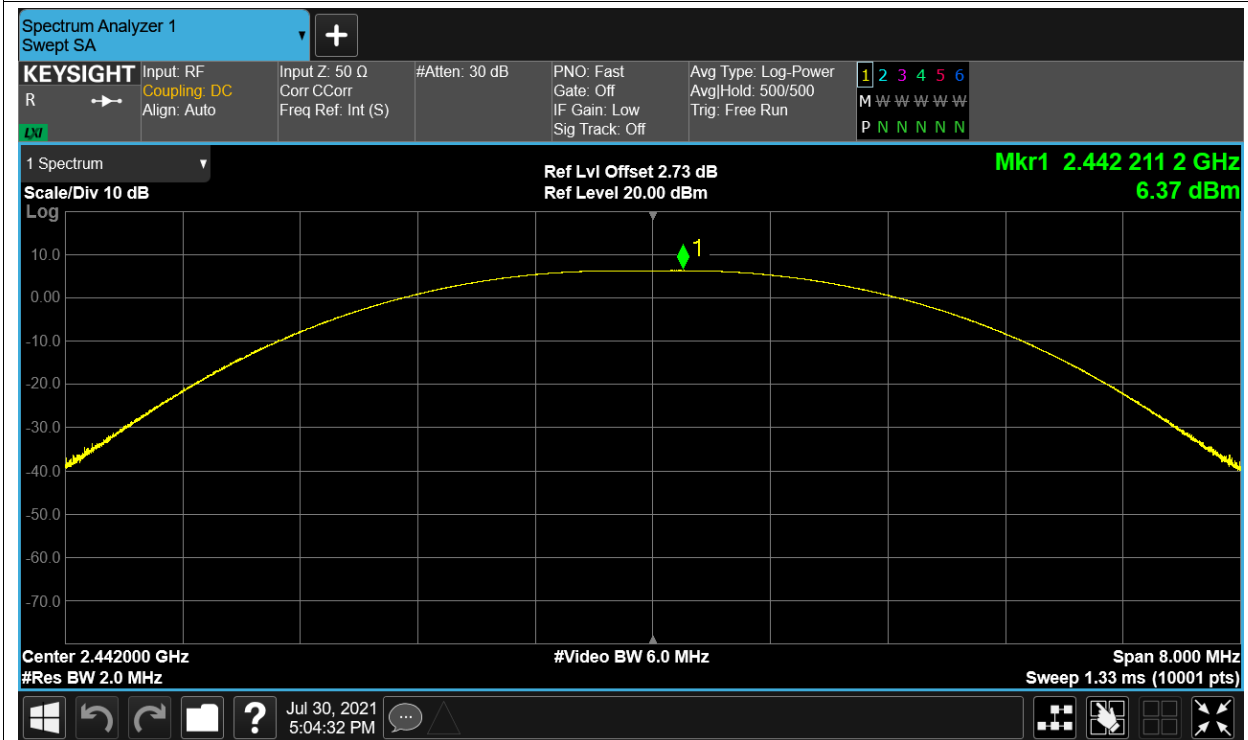 Spectrum Analyzer 1
Swept SA
+
KEYSIGHT
R
LXI
Input: RF
Coupling: DC
Align: Auto
Input Z: 50 Ω
Corr CCorr
Freq Ref: Int (S)
#Atten: 30 dB
PNO: Fast
Gate: Off
IF Gain: Low
Sig Track: Off
Avg Type: Log-Power
Avg|Hold: 500/500
Trig: Free Run
1 2 3 4 5 6
M W W W W W
P N N N N N
1 Spectrum
Scale/Div 10 dB
Log
Ref Lvl Offset 2.73 dB
Ref Level 20.00 dBm
Mkr1 2.442 211 2 GHz
6.37 dBm
1
10.0
0.00
-10.0
-20.0
-30.0
-40.0
-50.0
-60.0
-70.0
Center 2.442000 GHz
#Res BW 2.0 MHz
#Video BW 6.0 MHz
Span 8.000 MHz
Sweep 1.33 ms (10001 pts)
?
Jul 30, 2021
5:04:32 PM